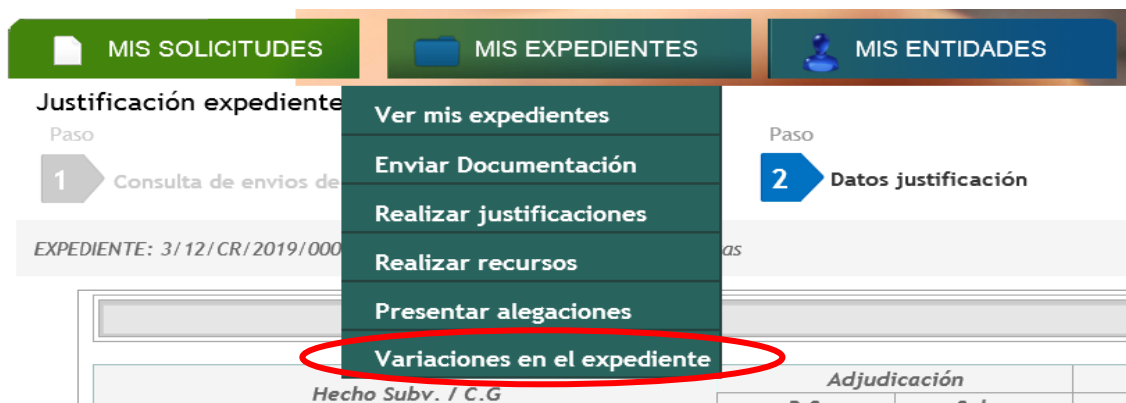 MIS SOLICITUDES MIS EXPEDIENTES MIS ENTIDADES
Justificación expediente
Ver mis expedientes
Paso Paso
Enviar Documentación
1 Consulta de envios de 2 Datos justificación
Realizar justificaciones
EXPEDIENTE: 3/12/CR/2019/000 as
Realizar recursos
Presentar alegaciones
Variaciones en el expediente
Adjudicación
Hecho Subv. / C.G